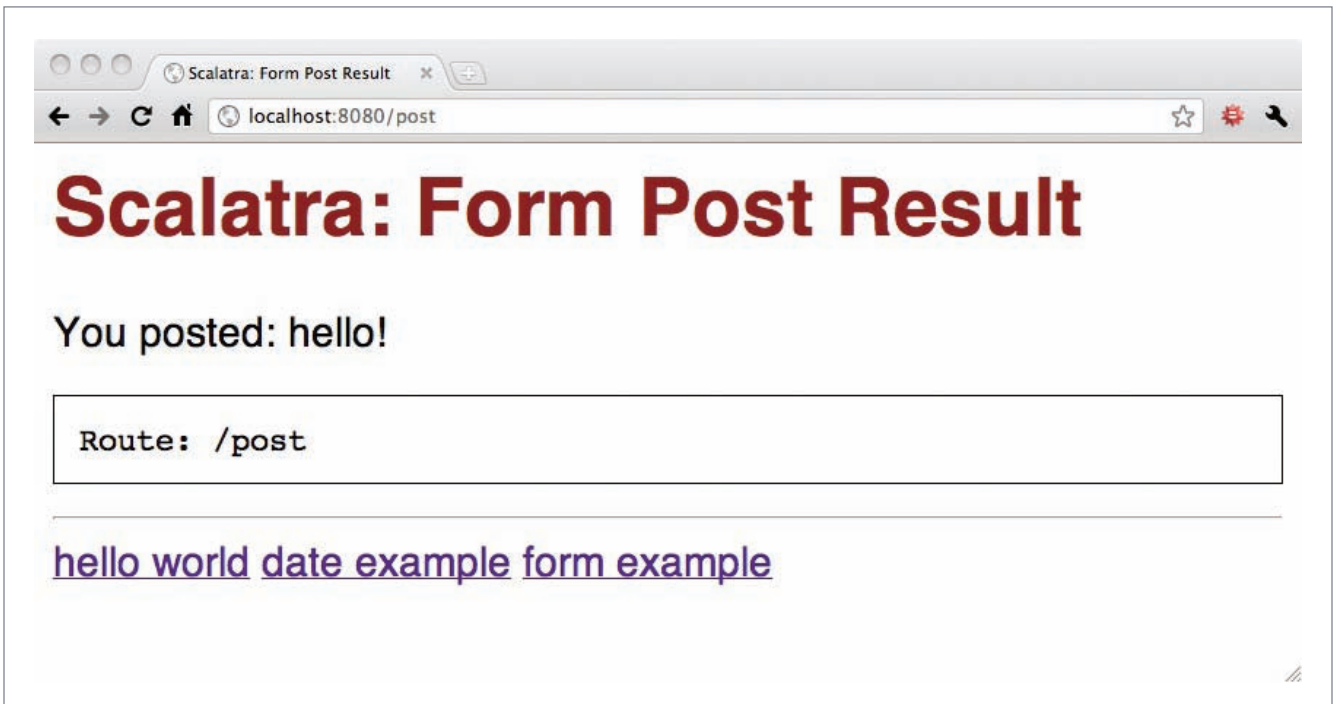 Scalatra: Form Post Result
localhost:8080/post
Scalatra: Form Post Result
You posted: hello!
Route: /post
hello world date example form example